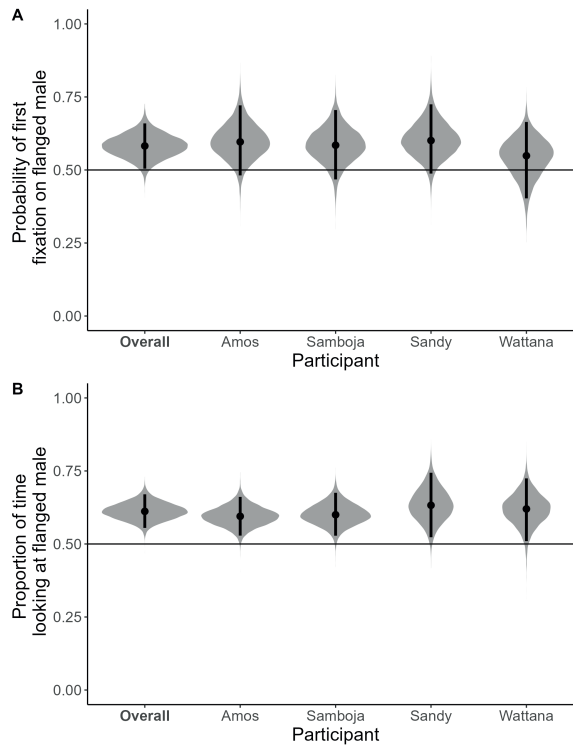 A
Probability of first
fixation on flanged male
1.00
0.75
0.50
0.25
0.00
Overall Amos Samboja Sandy Wattana
Participant
B
Proportion of time
looking at flanged male
1.00
0.75
0.50
0.25
0.00
Overall Amos Samboja Sandy Wattana
Participant